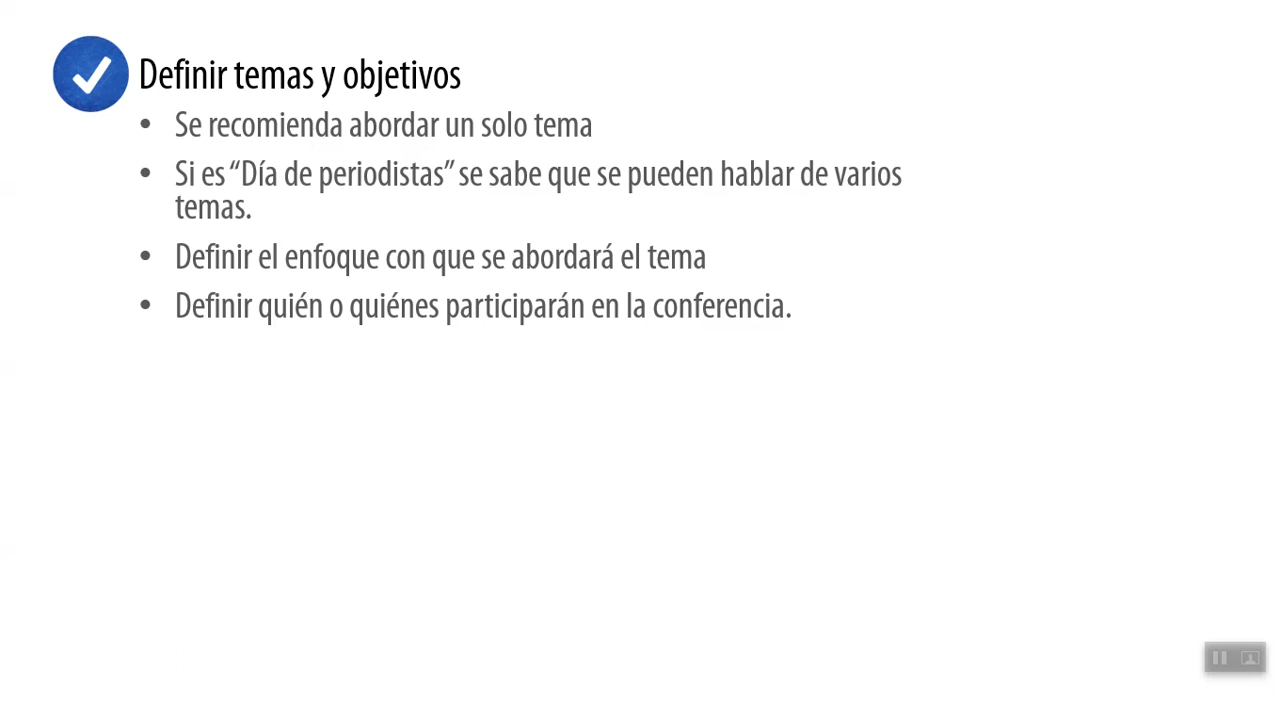 Definir temas y objetivos
• Se recomienda abordar un solo tema
• Si es “Día de periodistas” se sabe que se pueden hablar de varios
temas.
• Definir el enfoque con que se abordará el tema
• Definir quién o quiénes participarán en la conferencia.